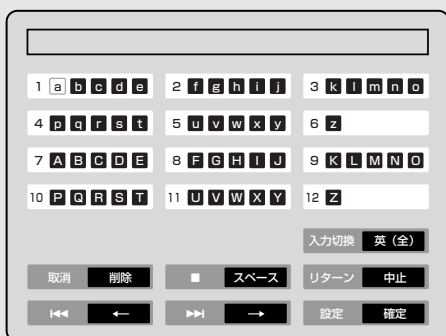 1 a b c d e 2 f g h i j 3 k l m n o
4 p q r s t 5 u v w x y 6 z
7 A B C D E 8 F G H I J 9 K L M N O
10 P Q R S T 11 U V W X Y 12 Z
入力切換 英（全）
取消 削除 ■ スペース リターン 中止
⏮ ← ⏭ → 設定 確定